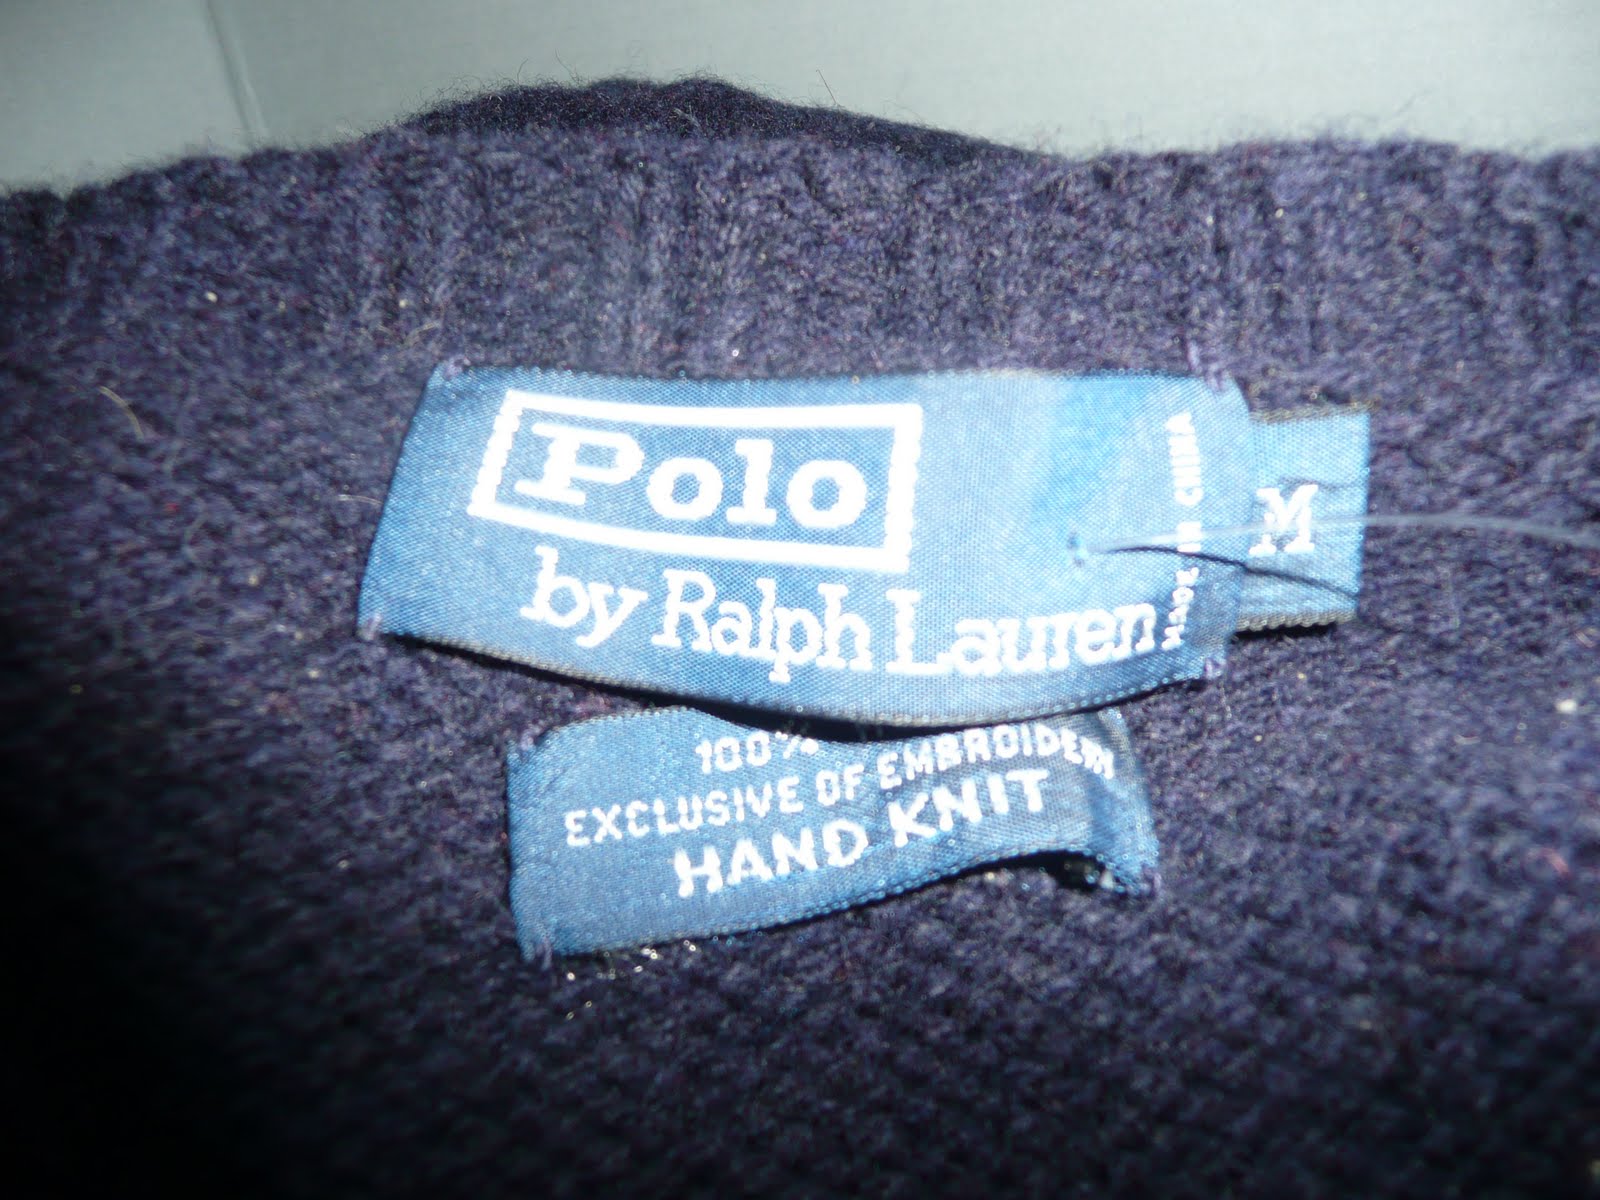 Polo
by Ralph Lauren
MADE IN CHINA
M
100%
EXCLUSIVE OF EMBROIDERY
HAND KNIT